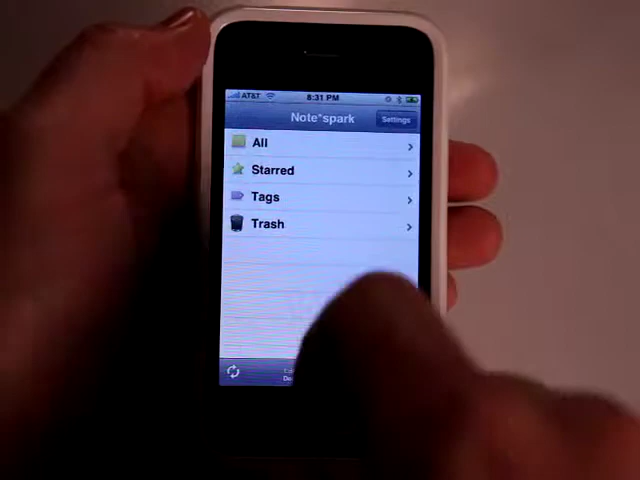 AT&T 8:31 PM
Note*spark Settings
All
Starred
Tags
Trash